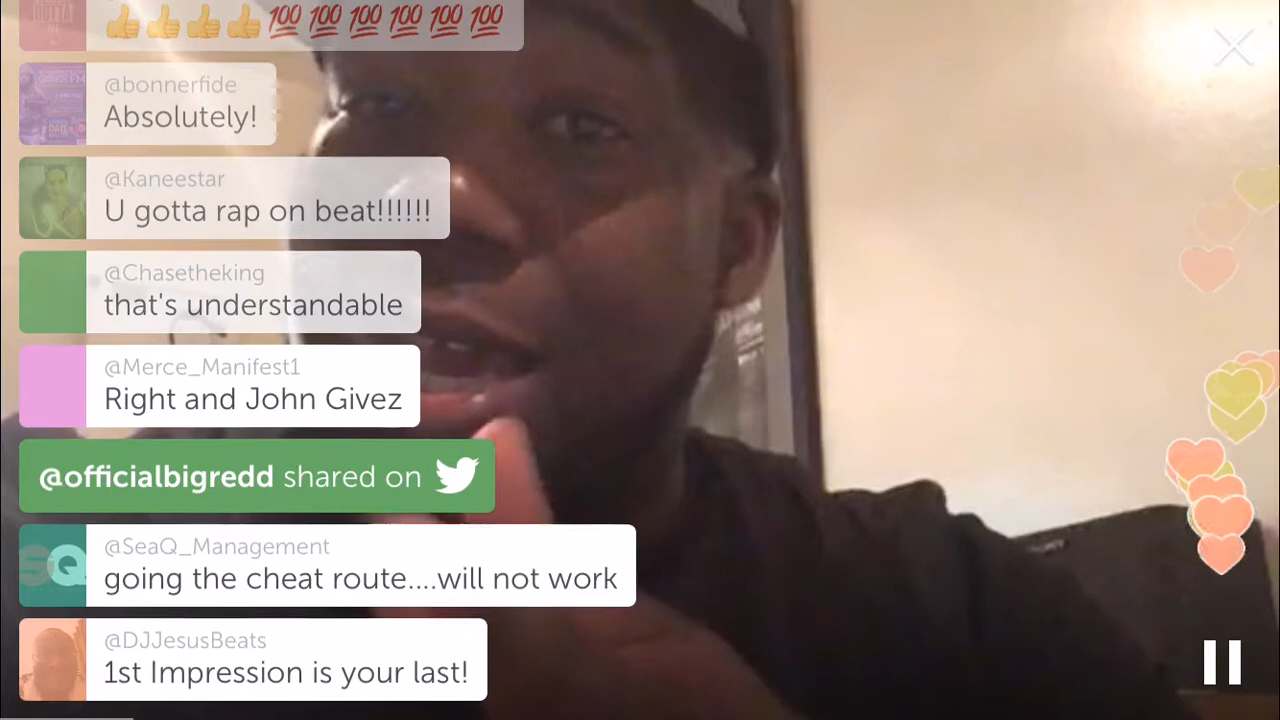 👍👍👍👍💯💯💯💯💯💯
@bonnerfide
Absolutely!
@Kaneestar
U gotta rap on beat!!!!!!
@Chasetheking
that's understandable
@Merce_Manifest1
Right and John Givez
@officialbigredd shared on
@SeaQ_Management
SQ
going the cheat route....will not work
@DJJesusBeats
1st Impression is your last!